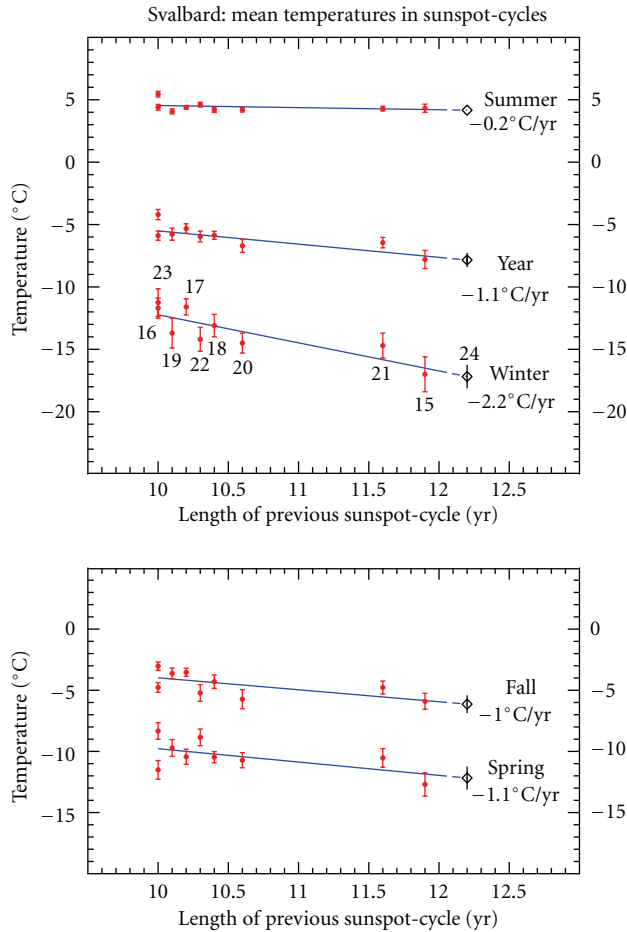 Svalbard: mean temperatures in sunspot-cycles
5
0
−5
−10
−15
−20
Temperature (°C)
5
0
−5
−10
−15
−20
Summer
−0.2°C/yr
Year
−1.1°C/yr
23
17
16
19
22
18
20
21
15
24
Winter
−2.2°C/yr
10 10.5 11 11.5 12 12.5
Length of previous sunspot-cycle (yr)
0
−5
−10
−15
Temperature (°C)
0
−5
−10
−15
Fall
−1°C/yr
Spring
−1.1°C/yr
10 10.5 11 11.5 12 12.5
Length of previous sunspot-cycle (yr)